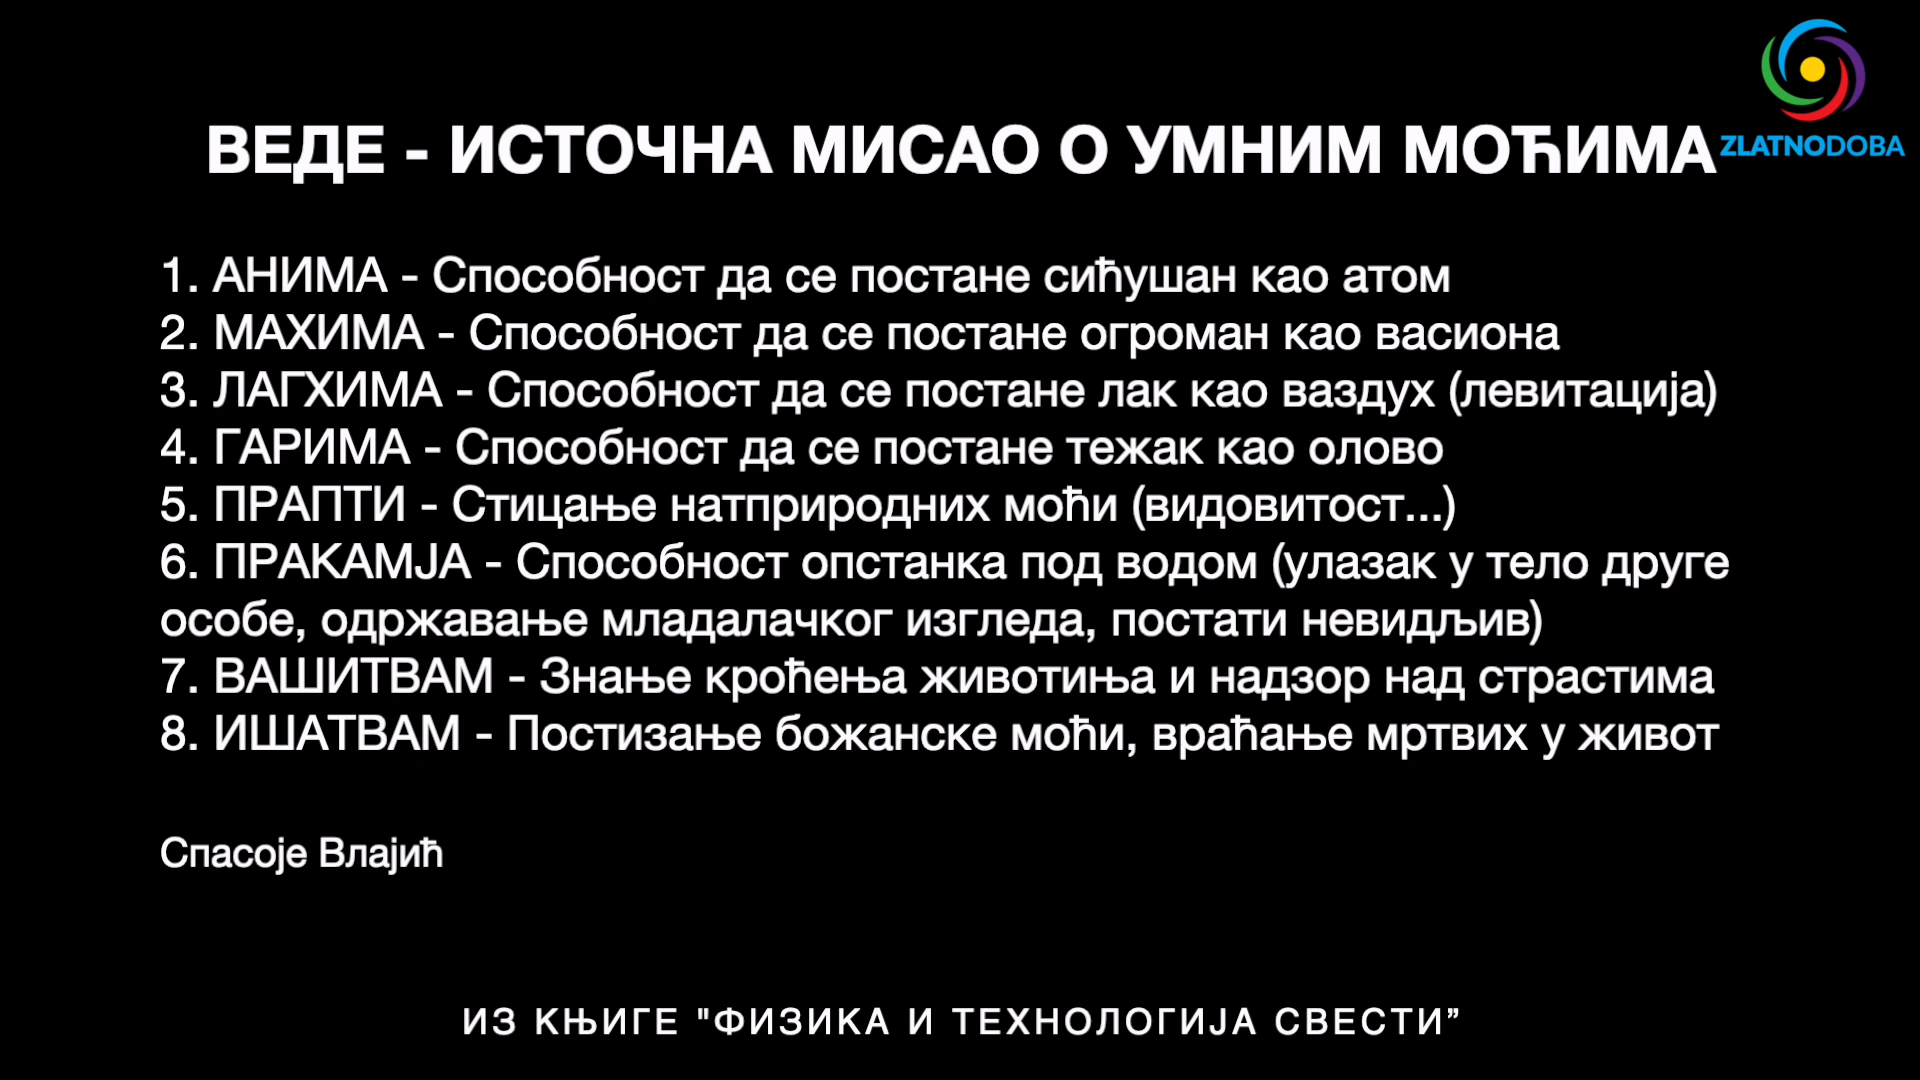 ZLATNODOBA
ВЕДЕ - ИСТОЧНА МИСАО О УМНИМ МОЋИМА
1. АНИМА - Способност да се постане сићушан као атом
2. МАХИМА - Способност да се постане огроман као васиона
3. ЛАГХИМА - Способност да се постане лак као ваздух (левитација)
4. ГАРИМА - Способност да се постане тежак као олово
5. ПРАПТИ - Стицање натприродних моћи (видовитост...)
6. ПРАКАМЈА - Способност опстанка под водом (улазак у тело друге
особе, одржавање младалачког изгледа, постати невидљив)
7. ВАШИТВАМ - Знање кроћења животиња и надзор над страстима
8. ИШАТВАМ - Постизање божанске моћи, враћање мртвих у живот
Спасоје Влајић
ИЗ КЊИГЕ "ФИЗИКА И ТЕХНОЛОГИЈА СВЕСТИ”